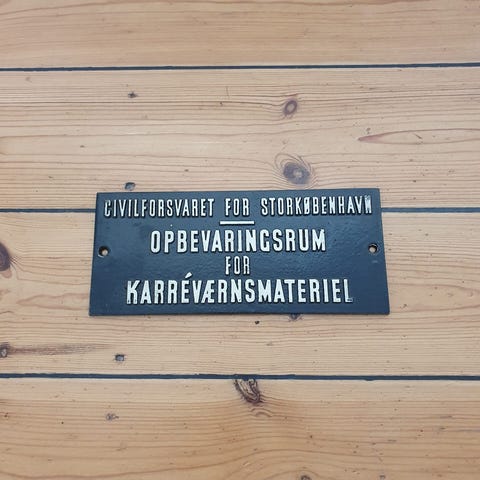 CIVILFORSVARET FOR STORKØBENHAVN
OPBEVARINGSRUM
FOR
KARRÉVÆRNSMATERIEL